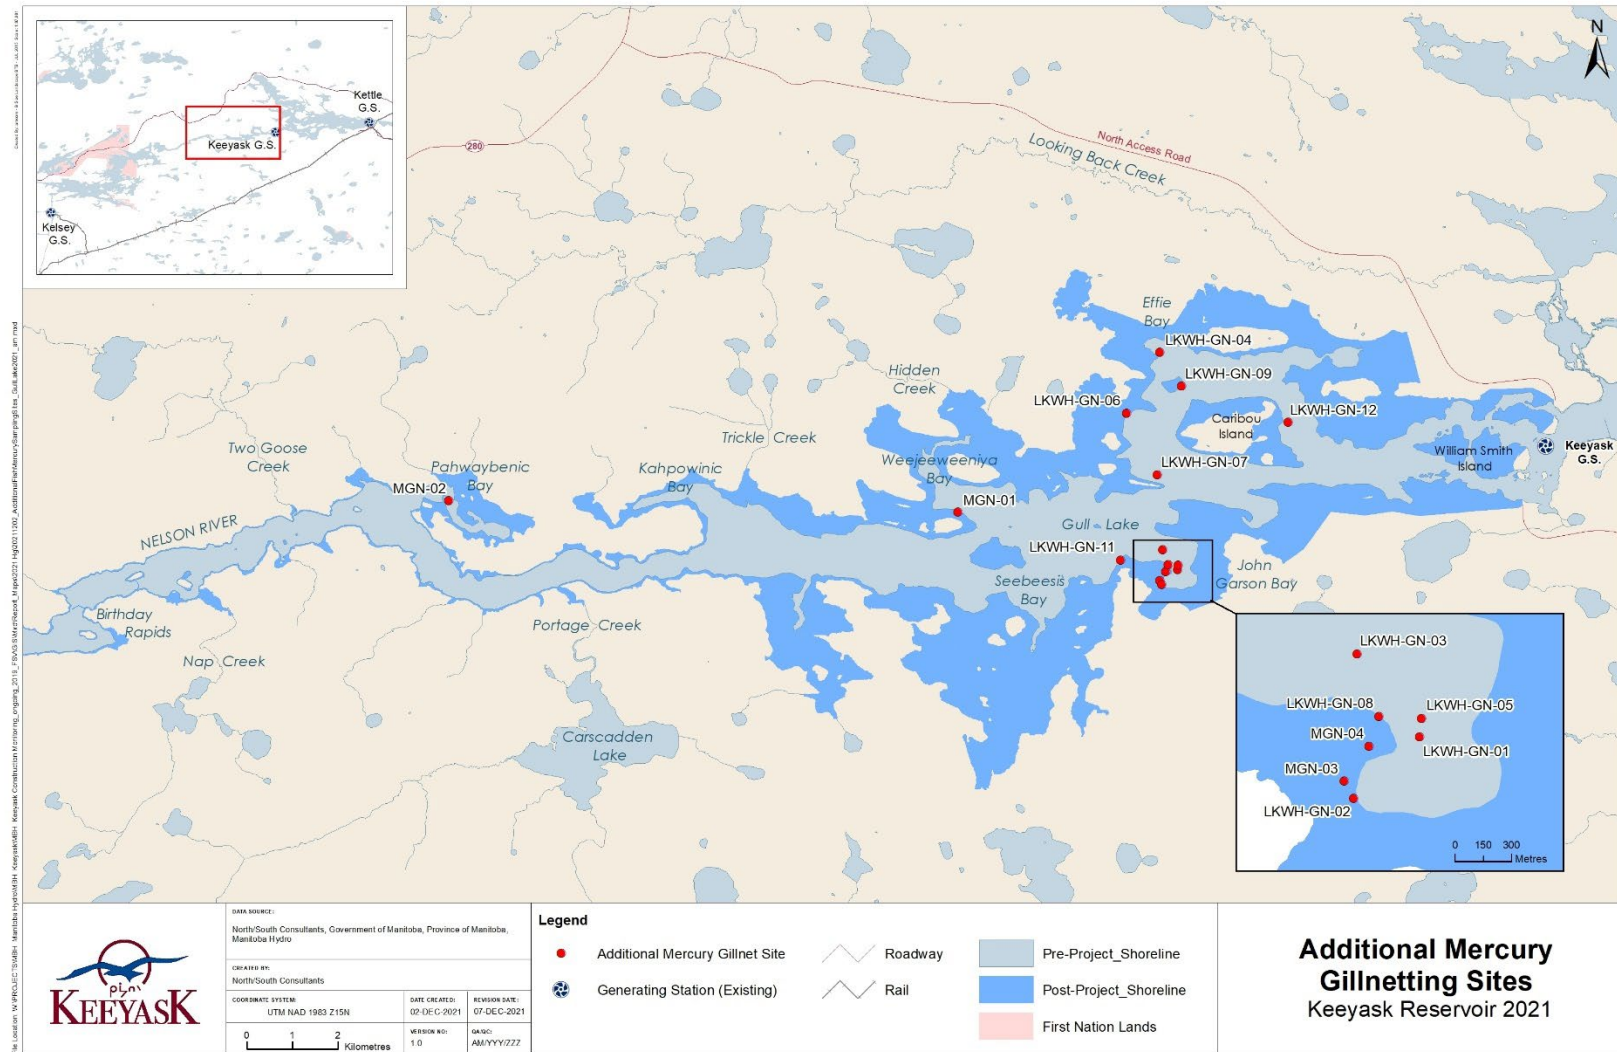 N
Kettle
G.S.
Keeyask G.S.
Kelsey
G.S.
280
North Access Road
Looking Back Creek
Effie
Bay
LKWH-GN-04
LKWH-GN-09
Hidden
Creek
LKWH-GN-06
LKWH-GN-12
Caribou
Island
Trickle Creek
Two Goose
Creek
Pahwaybenic
Bay
Kahpowinic
Bay
Weejeeweeniya
Bay
William Smith
Island
Keeyask
G.S.
LKWH-GN-07
MGN-02
MGN-01
NELSON RIVER
Gull Lake
LKWH-GN-11
John
Garson Bay
Seebeesis
Bay
Birthday
Rapids
Portage Creek
Nap Creek
Carscadden
Lake
LKWH-GN-03
LKWH-GN-08
LKWH-GN-05
MGN-04
LKWH-GN-01
MGN-03
LKWH-GN-02
0 150 300
Metres
KEEYASK
DATA SOURCE:
North/South Consultants, Government of Manitoba, Province of Manitoba,
Manitoba Hydro
CREATED BY:
North/South Consultants
COORDINATE SYSTEM:
UTM NAD 1983 Z15N
DATE CREATED:
02-DEC-2021
REVISION DATE:
07-DEC-2021
0 1 2
Kilometres
VERSION NO:
1.0
QA/QC:
AM/YYY/ZZZ
Legend
Additional Mercury Gillnet Site
Generating Station (Existing)
Roadway
Rail
Pre-Project_Shoreline
Post-Project_Shoreline
First Nation Lands
Additional Mercury
Gillnetting Sites
Keeyask Reservoir 2021